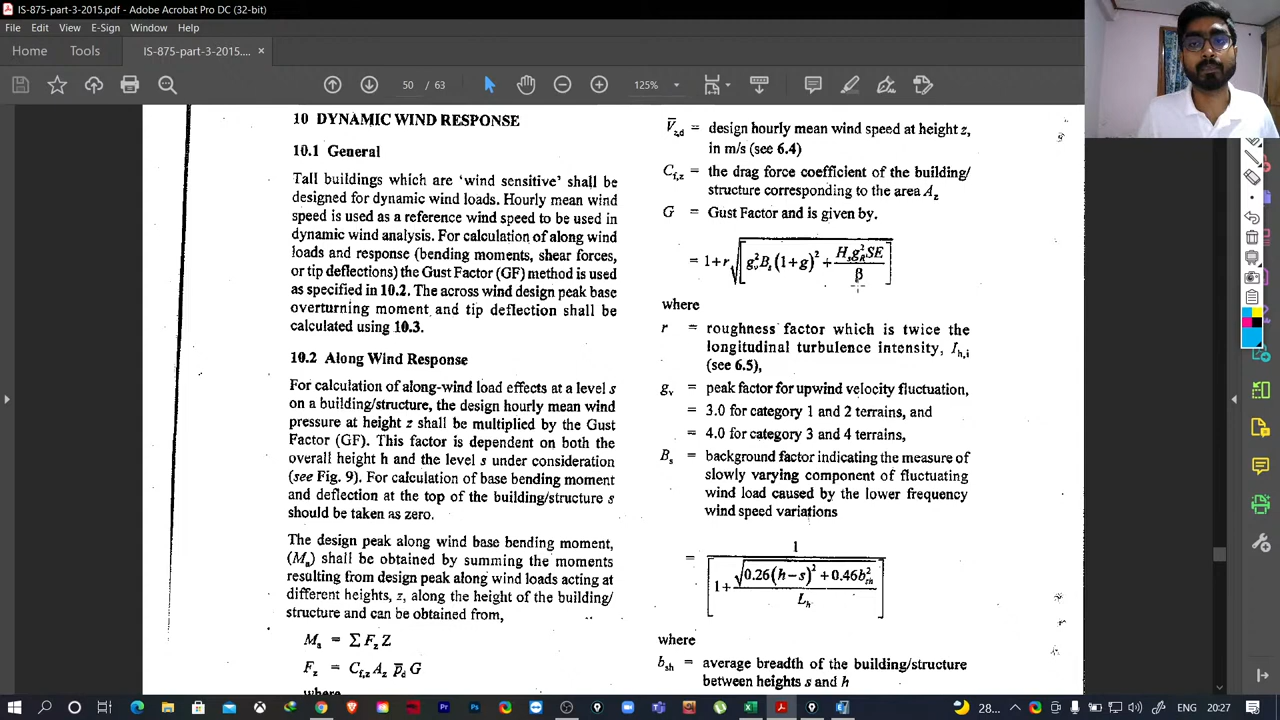 IS-875-part-3-2015.pdf - Adobe Acrobat Pro DC (32-bit)
File Edit View E-Sign Window Help
Home Tools IS-875-part-3-2015.... ×
50 / 63 125%
10 DYNAMIC WIND RESPONSE
10.1 General
Tall buildings which are ‘wind sensitive’ shall be
designed for dynamic wind loads. Hourly mean wind
speed is used as a reference wind speed to be used in
dynamic wind analysis. For calculation of along wind
loads and response (bending moments, shear forces,
or tip deflections) the Gust Factor (GF) method is used
as specified in 10.2. The across wind design peak base
overturning moment and tip deflection shall be
calculated using 10.3.
10.2 Along Wind Response
For calculation of along-wind load effects at a level s
on a building/structure, the design hourly mean wind
pressure at height z shall be multiplied by the Gust
Factor (GF). This factor is dependent on both the
overall height h and the level s under consideration
(see Fig. 9). For calculation of base bending moment
and deflection at the top of the building/structure s
should be taken as zero.
The design peak along wind base bending moment,
(Ma) shall be obtained by summing the moments
resulting from design peak along wind loads acting at
different heights, z, along the height of the building/
structure and can be obtained from,
Ma = ∑ Fz Z
Fz = Cf,z Az p̄d G
where
V̄z,d = design hourly mean wind speed at height z,
in m/s (see 6.4)
Cf,z = the drag force coefficient of the building/
structure corresponding to the area Az
G = Gust Factor and is given by.
= 1+r√[gv²Bs(1+g)²+HsgR²SE/β]
where
r = roughness factor which is twice the
longitudinal turbulence intensity, Ih,i
(see 6.5),
gv = peak factor for upwind velocity fluctuation,
= 3.0 for category 1 and 2 terrains, and
= 4.0 for category 3 and 4 terrains,
Bs = background factor indicating the measure of
slowly varying component of fluctuating
wind load caused by the lower frequency
wind speed variations
= 1/[1+√(0.26(h−s)²+0.46bsh²)/Lh]
where
bsh = average breadth of the building/structure
between heights s and h
28... ENG 20:27